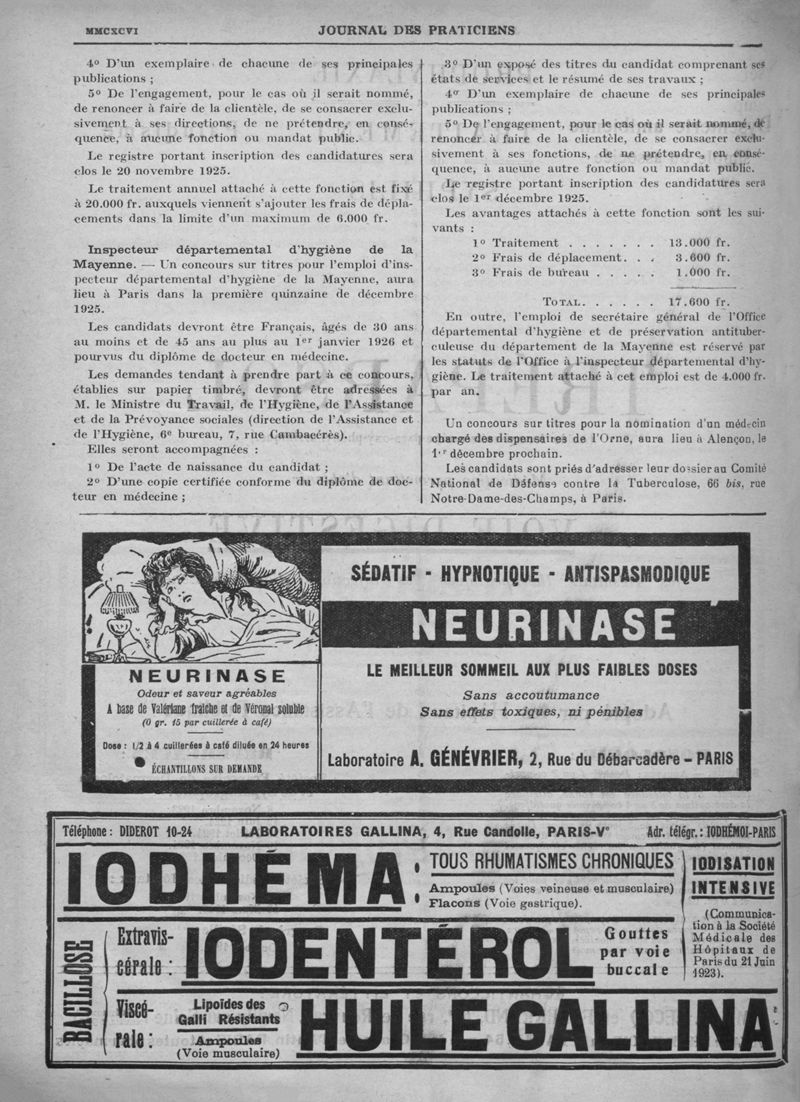 MMCXCVI
JOURNAL DES PRATICIENS
4o D'un exemplaire de chacune de ses principales
publications ;
5o De l'engagement, pour le cas où il serait nommé,
de renoncer à faire de la clientèle, de se consacrer exclu-
sivement à ses directions, de ne prétendre, en consé-
quence, à aucune fonction ou mandat public.
Le registre portant inscription des candidatures sera
clos le 20 novembre 1925.
Le traitement annuel attaché à cette fonction est fixé
à 20.000 fr. auxquels viennent s'ajouter les frais de dépla-
cements dans la limite d'un maximum de 6.000 fr.
Inspecteur départemental d'hygiène de la
Mayenne. — Un concours sur titres pour l'emploi d'ins-
pecteur départemental d'hygiène de la Mayenne, aura
lieu à Paris dans la première quinzaine de décembre
1925.
Les candidats devront être Français, âgés de 30 ans
au moins et de 45 ans au plus au 1er janvier 1926 et
pourvus du diplôme de docteur en médecine.
Les demandes tendant à prendre part à ce concours,
établies sur papier timbré, devront être adressées à
M. le Ministre du Travail, de l'Hygiène, de l'Assistance
et de la Prévoyance sociales (direction de l'Assistance et
de l'Hygiène, 6e bureau, 7, rue Cambacérès).
Elles seront accompagnées :
1o De l'acte de naissance du candidat ;
2o D'une copie certifiée conforme du diplôme de doc-
teur en médecine ;
3o D'un exposé des titres du candidat comprenant ses
états de services et le résumé de ses travaux ;
4o D'un exemplaire de chacune de ses principales
publications ;
5o De l'engagement, pour le cas où il serait nommé, de
renoncer à faire de la clientèle, de se consacrer exclu-
sivement à ses fonctions, de ne prétendre, en consé-
quence, à aucune autre fonction ou mandat public.
Le registre portant inscription des candidatures sera
clos le 1er décembre 1925.
Les avantages attachés à cette fonction sont les sui-
vants :
1o Traitement . . . . . . . 13.000 fr.
2o Frais de déplacement. . . 3.600 fr.
3o Frais de bureau . . . . . 1.000 fr.
TOTAL. . . . . . 17.600 fr.
En outre, l'emploi de secrétaire général de l'Office
départemental d'hygiène et de préservation antituber-
culeuse du département de la Mayenne est réservé par
les statuts de l'Office à l'inspecteur départemental d'hy-
giène. Le traitement attaché à cet emploi est de 4.000 fr.
par an.
Un concours sur titres pour la nomination d'un médecin
chargé des dispensaires de l'Orne, aura lieu à Alençon, le
1er décembre prochain.
Les candidats sont priés d'adresser leur dossier au Comité
National de Défense contre la Tuberculose, 66 bis, rue
Notre-Dame-des-Champs, à Paris.
NEURINASE
Odeur et saveur agréables
A base de Valériane fraîche et de Véronal soluble
(0 gr. 15 par cuillerée à café)
Dose : 1/2 à 4 cuillerées à café diluée en 24 heures
ÉCHANTILLONS SUR DEMANDE
SÉDATIF - HYPNOTIQUE - ANTISPASMODIQUE
NEURINASE
LE MEILLEUR SOMMEIL AUX PLUS FAIBLES DOSES
Sans accoutumance
Sans effets toxiques, ni pénibles
Laboratoire A. GÉNÉVRIER, 2, Rue du Débarcadère - PARIS
Téléphone : DIDEROT 10-24 LABORATOIRES GALLINA, 4, Rue Candolle, PARIS-Ve Adr. télégr. : IODHÉMOI-PARIS
IODHÉMA :
TOUS RHUMATISMES CHRONIQUES
Ampoules (Voies veineuse et musculaire)
Flacons (Voie gastrique).
IODISATION
INTENSIVE
(Communica-
tion à la Société
Médicale des
Hôpitaux de
Paris du 21 Juin
1923).
BACILLOSE
Extravis-
cérale :
IODENTÉROL
Gouttes
par voie
buccale
Viscé-
rale :
Lipoïdes des
Galli Résistants
Ampoules
(Voie musculaire)
HUILE GALLINA